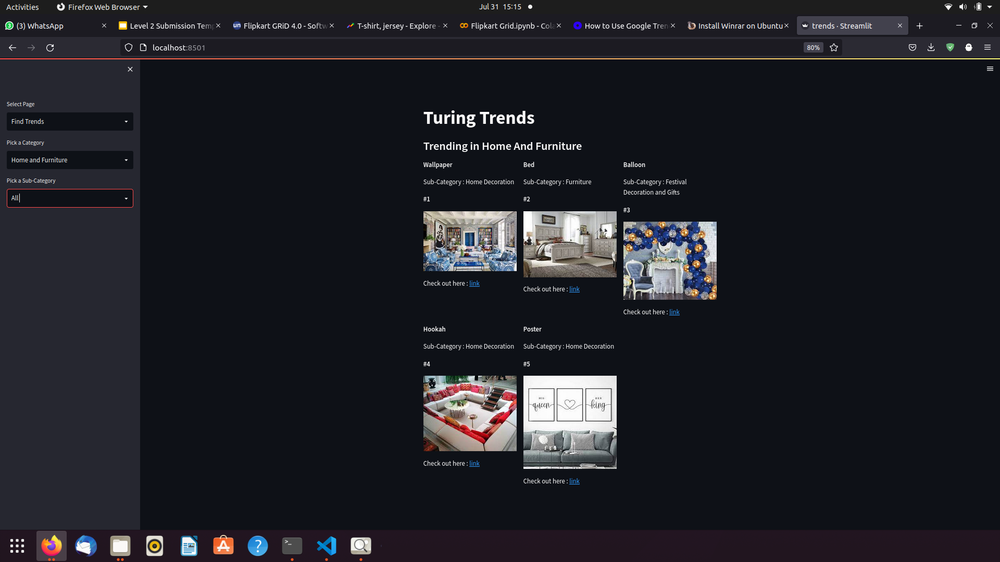 Activities
Firefox Web Browser
Jul 31 15:15
(3) WhatsApp
Level 2 Submission Temp
Flipkart GRiD 4.0 - Softw
T-shirt, jersey - Explore -
Flipkart Grid.ipynb - Cola
How to Use Google Tren
Install Winrar on Ubuntu
trends · Streamlit
localhost:8501
80%
Select Page
Find Trends
Pick a Category
Home and Furniture
Pick a Sub-Category
All
Turing Trends
Trending in Home And Furniture
Wallpaper
Sub-Category : Home Decoration
#1
Check out here : link
Bed
Sub-Category : Furniture
#2
Check out here : link
Balloon
Sub-Category : Festival
Decoration and Gifts
#3
Check out here : link
Hookah
Sub-Category : Home Decoration
#4
Check out here : link
Poster
Sub-Category : Home Decoration
#5
HIS
queen
HER
king
Check out here : link